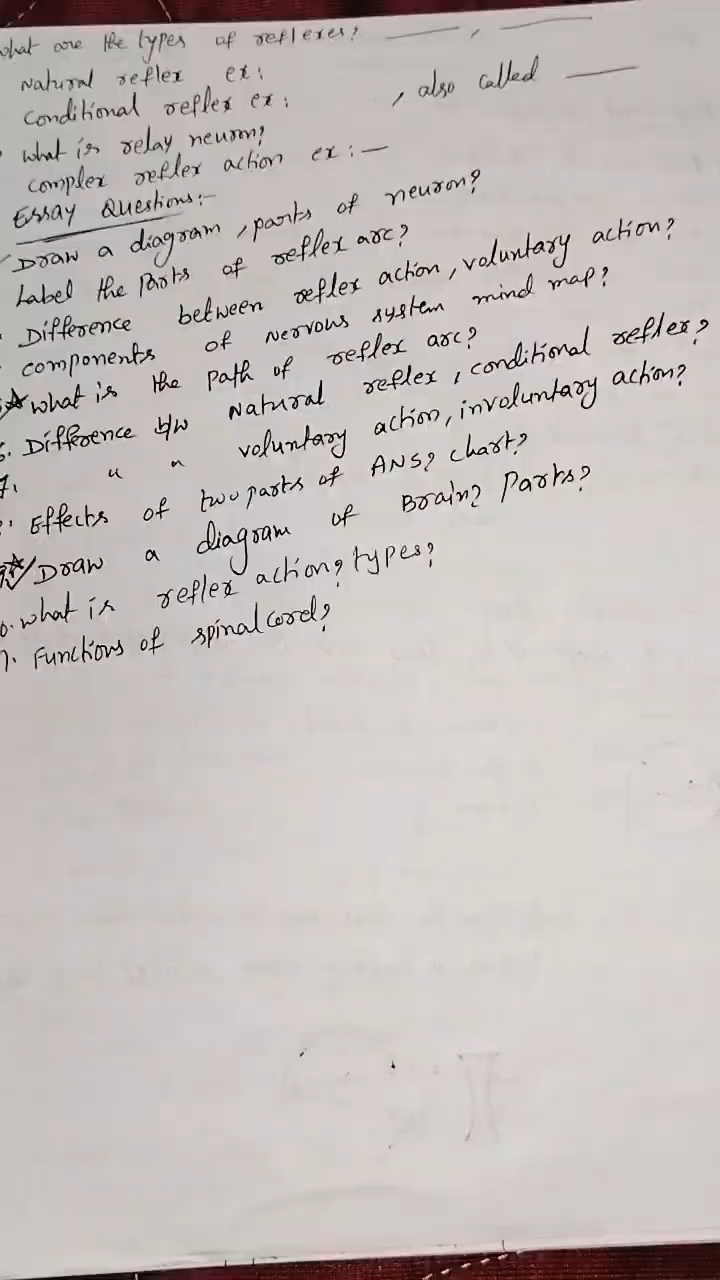 what are the types of reflexes? ——, ——
Natural reflex ex:
Conditional reflex ex: , also called ——
what is relay neuron?
complex reflex action ex: —
Essay Questions:-
Draw a diagram, parts of neuron?
Label the parts of reflex arc?
Difference between reflex action, voluntary action?
components of nervous system mind map?
what is the path of reflex arc?
6. Difference b/w Natural reflex, conditional reflex?
7. " " voluntary action, involuntary action?
Effects of two parts of ANS? chart?
Draw a diagram of Brain? Parts?
0. what is reflex action? types?
1. Functions of spinal cord?